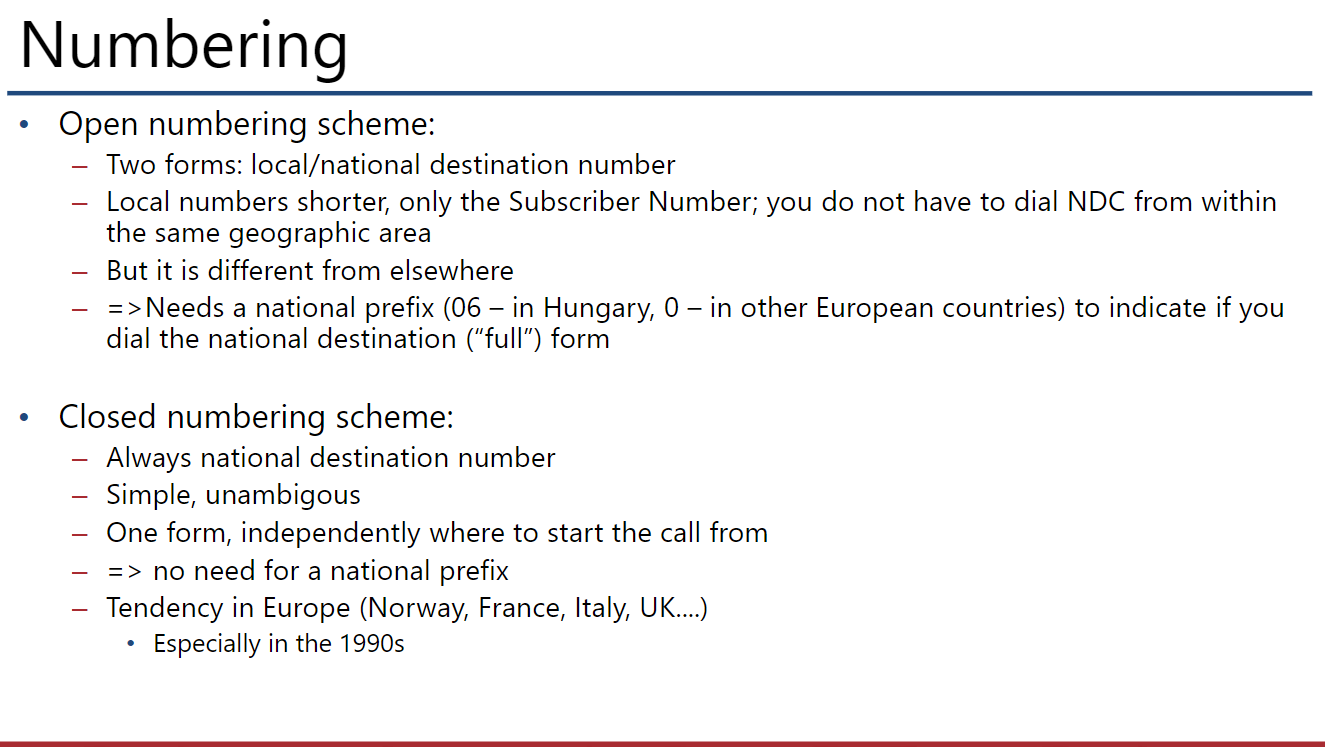 Numbering
• Open numbering scheme:
– Two forms: local/national destination number
– Local numbers shorter, only the Subscriber Number; you do not have to dial NDC from within
the same geographic area
– But it is different from elsewhere
– =>Needs a national prefix (06 – in Hungary, 0 – in other European countries) to indicate if you
dial the national destination (“full”) form
• Closed numbering scheme:
– Always national destination number
– Simple, unambigous
– One form, independently where to start the call from
– => no need for a national prefix
– Tendency in Europe (Norway, France, Italy, UK....)
• Especially in the 1990s